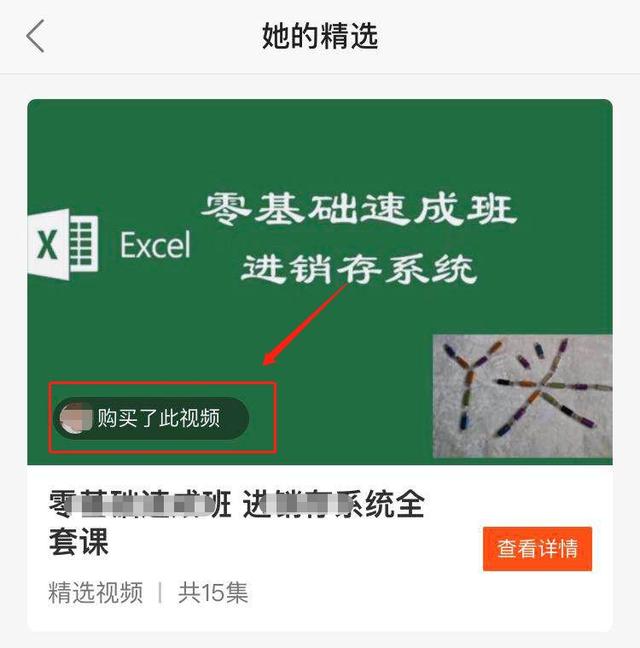 她的精选
零基础速成班
X Excel
进销存系统
购买了此视频
零基础速成班 进销存系统全
套课
查看详情
精选视频 | 共15集